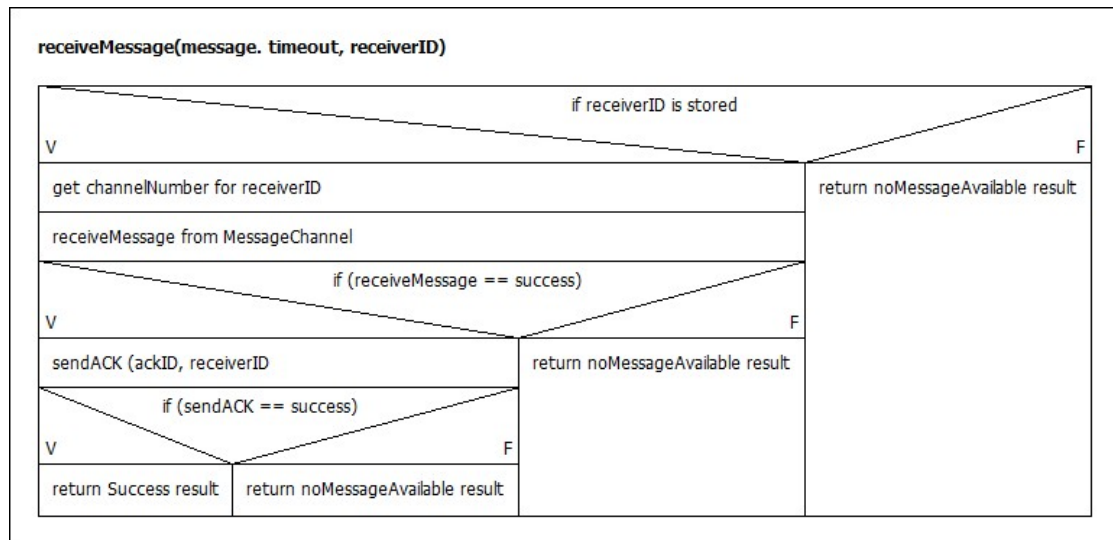 receiveMessage(message. timeout, receiverID)
if receiverID is stored
V
F
get channelNumber for receiverID
return noMessageAvailable result
receiveMessage from MessageChannel
if (receiveMessage == success)
V
F
sendACK (ackID, receiverID
return noMessageAvailable result
if (sendACK == success)
V
F
return Success result
return noMessageAvailable result